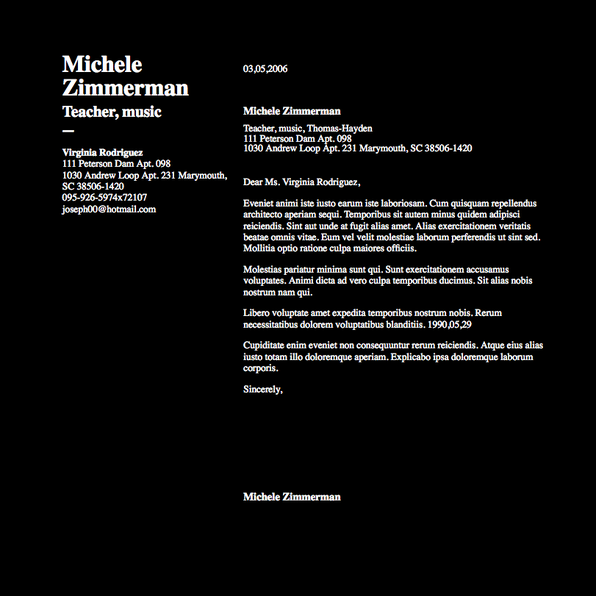 Michele
Zimmerman
Teacher, music
—
Virginia Rodriguez
111 Peterson Dam Apt. 098
1030 Andrew Loop Apt. 231 Marymouth,
SC 38506-1420
095-926-5974x72107
joseph00@hotmail.com
03,05,2006
Michele Zimmerman
Teacher, music, Thomas-Hayden
111 Peterson Dam Apt. 098
1030 Andrew Loop Apt. 231 Marymouth, SC 38506-1420
Dear Ms. Virginia Rodriguez,
Eveniet animi iste iusto earum iste laboriosam. Cum quisquam repellendus
architecto aperiam sequi. Temporibus sit autem minus quidem adipisci
reiciendis. Sint aut unde at fugit alias amet. Alias exercitationem veritatis
beatae omnis vitae. Eum vel velit molestiae laborum perferendis ut sint sed.
Mollitia optio ratione culpa maiores officiis.
Molestias pariatur minima sunt qui. Sunt exercitationem accusamus
voluptates. Animi dicta ad vero culpa temporibus ducimus. Sit alias nobis
nostrum nam qui.
Libero voluptate amet expedita temporibus nostrum nobis. Rerum
necessitatibus dolorem voluptatibus blanditiis. 1990,05,29
Cupiditate enim eveniet non consequuntur rerum reiciendis. Atque eius alias
iusto totam illo doloremque aperiam. Explicabo ipsa doloremque laborum
corporis.
Sincerely,
Michele Zimmerman